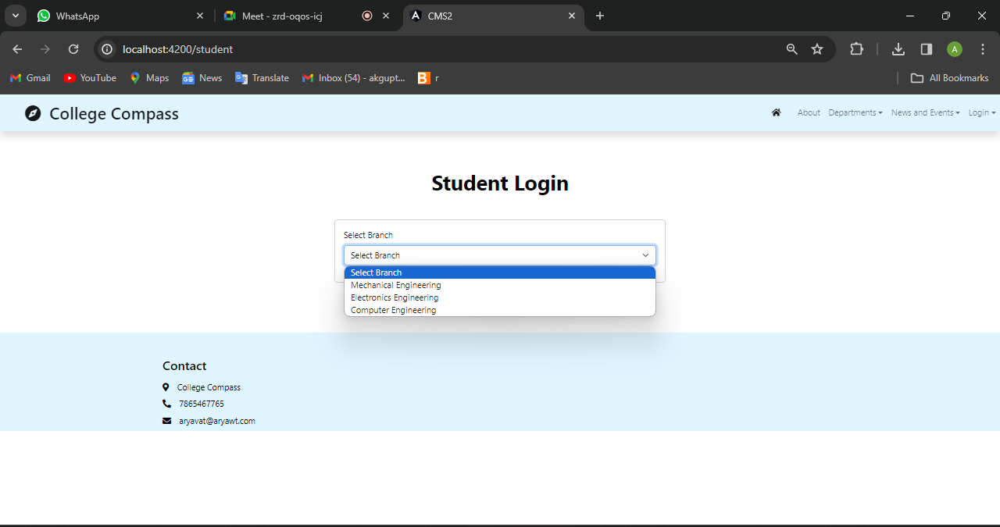 WhatsApp
Meet - zrd-oqos-icj
CMS2
localhost:4200/student
A
Gmail
YouTube
Maps
News
Translate
Inbox (54) - akgupt...
r
All Bookmarks
College Compass
About
Departments
News and Events
Login
Student Login
Select Branch
Select Branch
Select Branch
Mechanical Engineering
Electronics Engineering
Computer Engineering
Contact
College Compass
7865467765
aryavat@aryawt.com